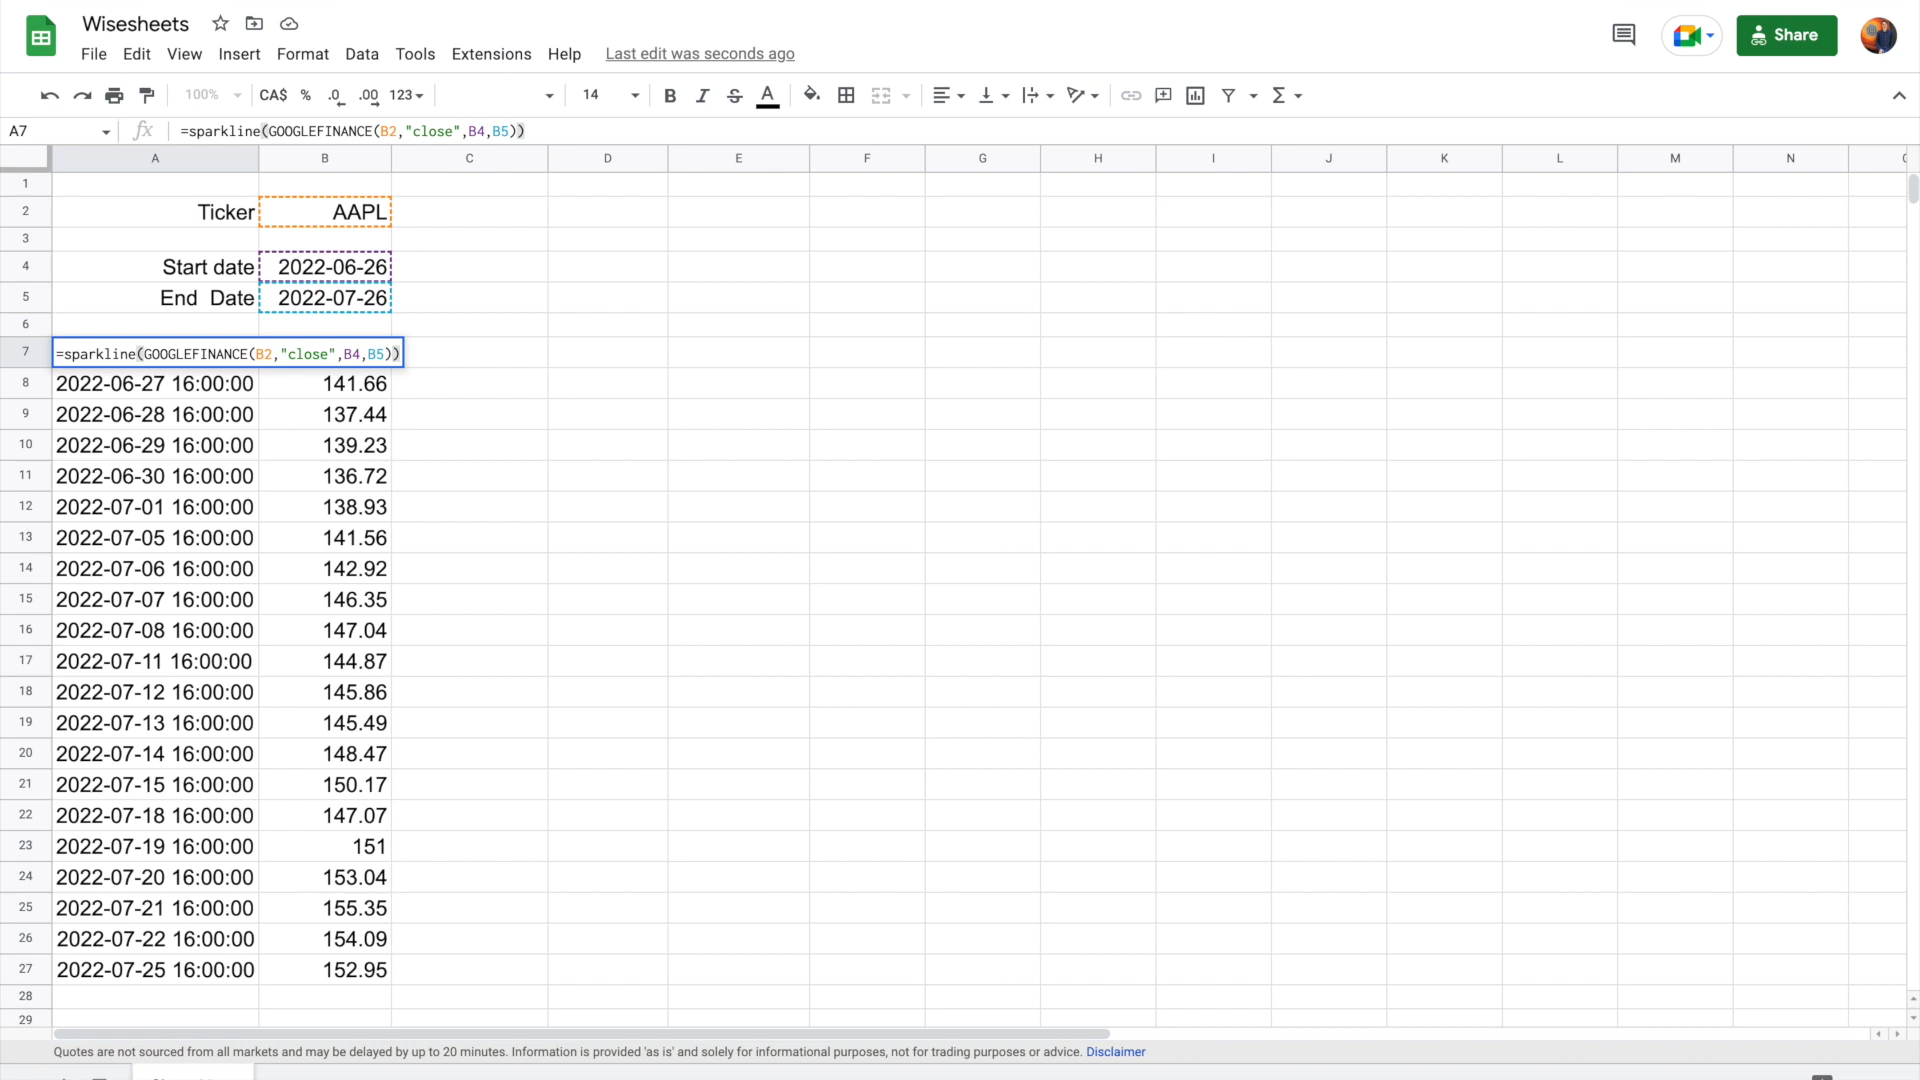 Wisesheets
File Edit View Insert Format Data Tools Extensions Help Last edit was seconds ago
Share
100% CA$ % .0 .00 123 14 B I S A
A7 fx =sparkline(GOOGLEFINANCE(B2,"close",B4,B5))
A B C D E F G H I J K L M N
1
2 Ticker AAPL
3
4 Start date 2022-06-26
5 End Date 2022-07-26
6
7 =sparkline(GOOGLEFINANCE(B2,"close",B4,B5))
8 2022-06-27 16:00:00 141.66
9 2022-06-28 16:00:00 137.44
10 2022-06-29 16:00:00 139.23
11 2022-06-30 16:00:00 136.72
12 2022-07-01 16:00:00 138.93
13 2022-07-05 16:00:00 141.56
14 2022-07-06 16:00:00 142.92
15 2022-07-07 16:00:00 146.35
16 2022-07-08 16:00:00 147.04
17 2022-07-11 16:00:00 144.87
18 2022-07-12 16:00:00 145.86
19 2022-07-13 16:00:00 145.49
20 2022-07-14 16:00:00 148.47
21 2022-07-15 16:00:00 150.17
22 2022-07-18 16:00:00 147.07
23 2022-07-19 16:00:00 151
24 2022-07-20 16:00:00 153.04
25 2022-07-21 16:00:00 155.35
26 2022-07-22 16:00:00 154.09
27 2022-07-25 16:00:00 152.95
28
29
Quotes are not sourced from all markets and may be delayed by up to 20 minutes. Information is provided 'as is' and solely for informational purposes, not for trading purposes or advice. Disclaimer